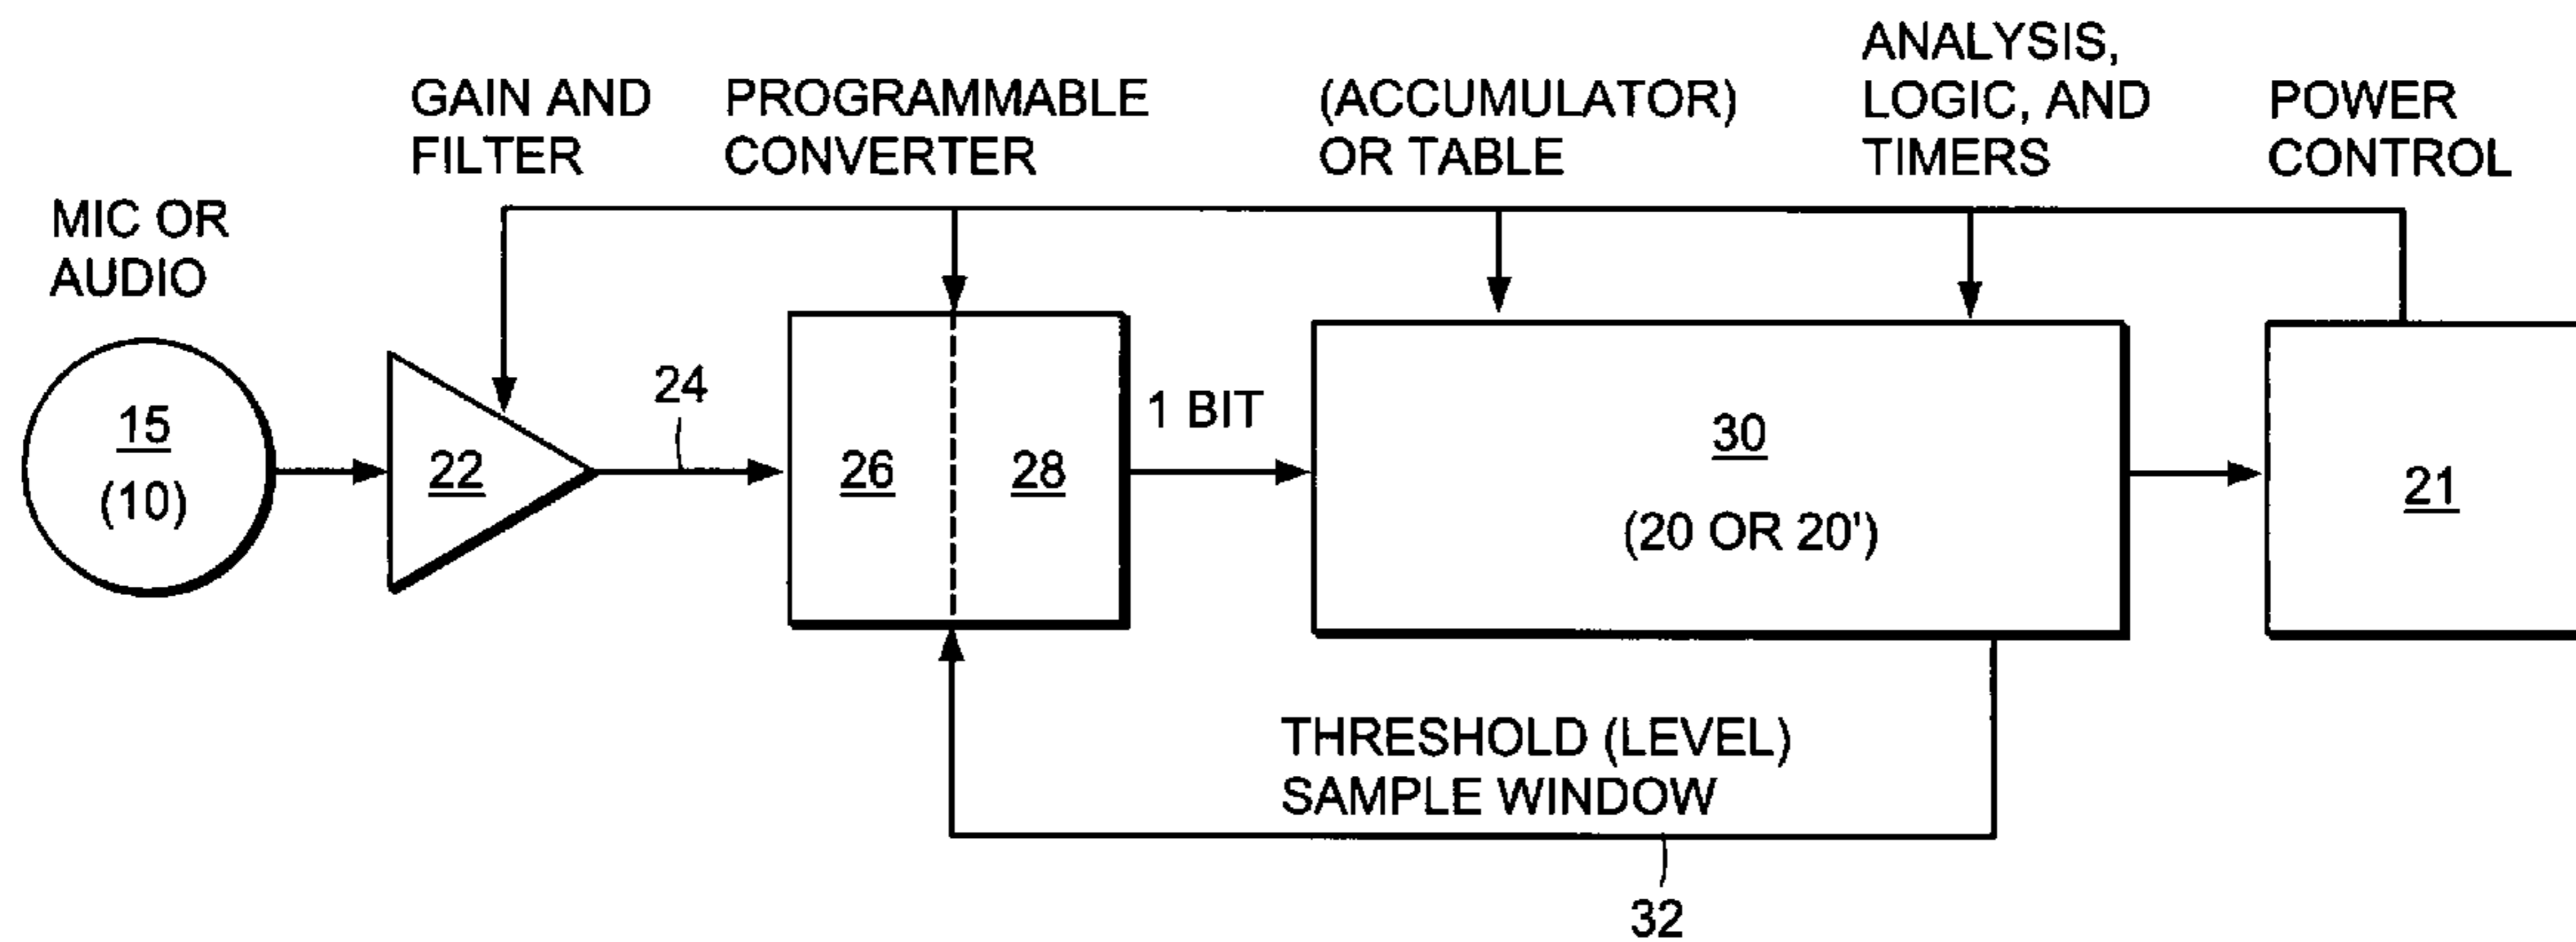 GAIN AND
FILTER
PROGRAMMABLE
CONVERTER
(ACCUMULATOR)
OR TABLE
ANALYSIS,
LOGIC, AND
TIMERS
POWER
CONTROL
MIC OR
AUDIO
15
(10)
22
24
26
28
1 BIT
30
(20 OR 20')
21
THRESHOLD (LEVEL)
SAMPLE WINDOW
32